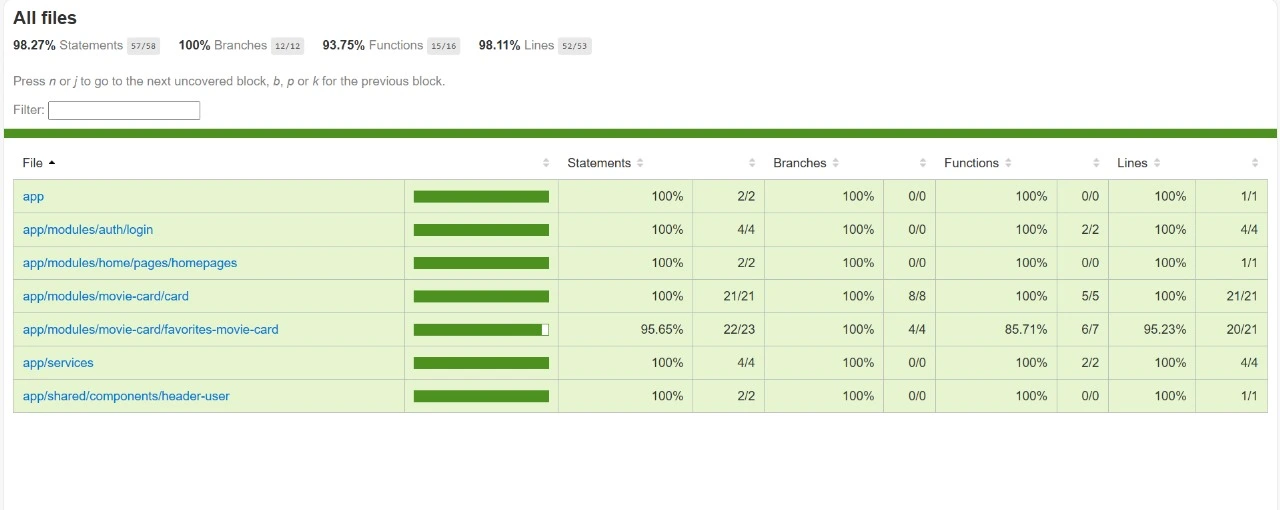 All files
98.27% Statements 57/58 100% Branches 12/12 93.75% Functions 15/16 98.11% Lines 52/53
Press n or j to go to the next uncovered block, b, p or k for the previous block.
Filter:
File Statements Branches Functions Lines
app 100% 2/2 100% 0/0 100% 0/0 100% 1/1
app/modules/auth/login 100% 4/4 100% 0/0 100% 2/2 100% 4/4
app/modules/home/pages/homepages 100% 2/2 100% 0/0 100% 0/0 100% 1/1
app/modules/movie-card/card 100% 21/21 100% 8/8 100% 5/5 100% 21/21
app/modules/movie-card/favorites-movie-card 95.65% 22/23 100% 4/4 85.71% 6/7 95.23% 20/21
app/services 100% 4/4 100% 0/0 100% 2/2 100% 4/4
app/shared/components/header-user 100% 2/2 100% 0/0 100% 0/0 100% 1/1